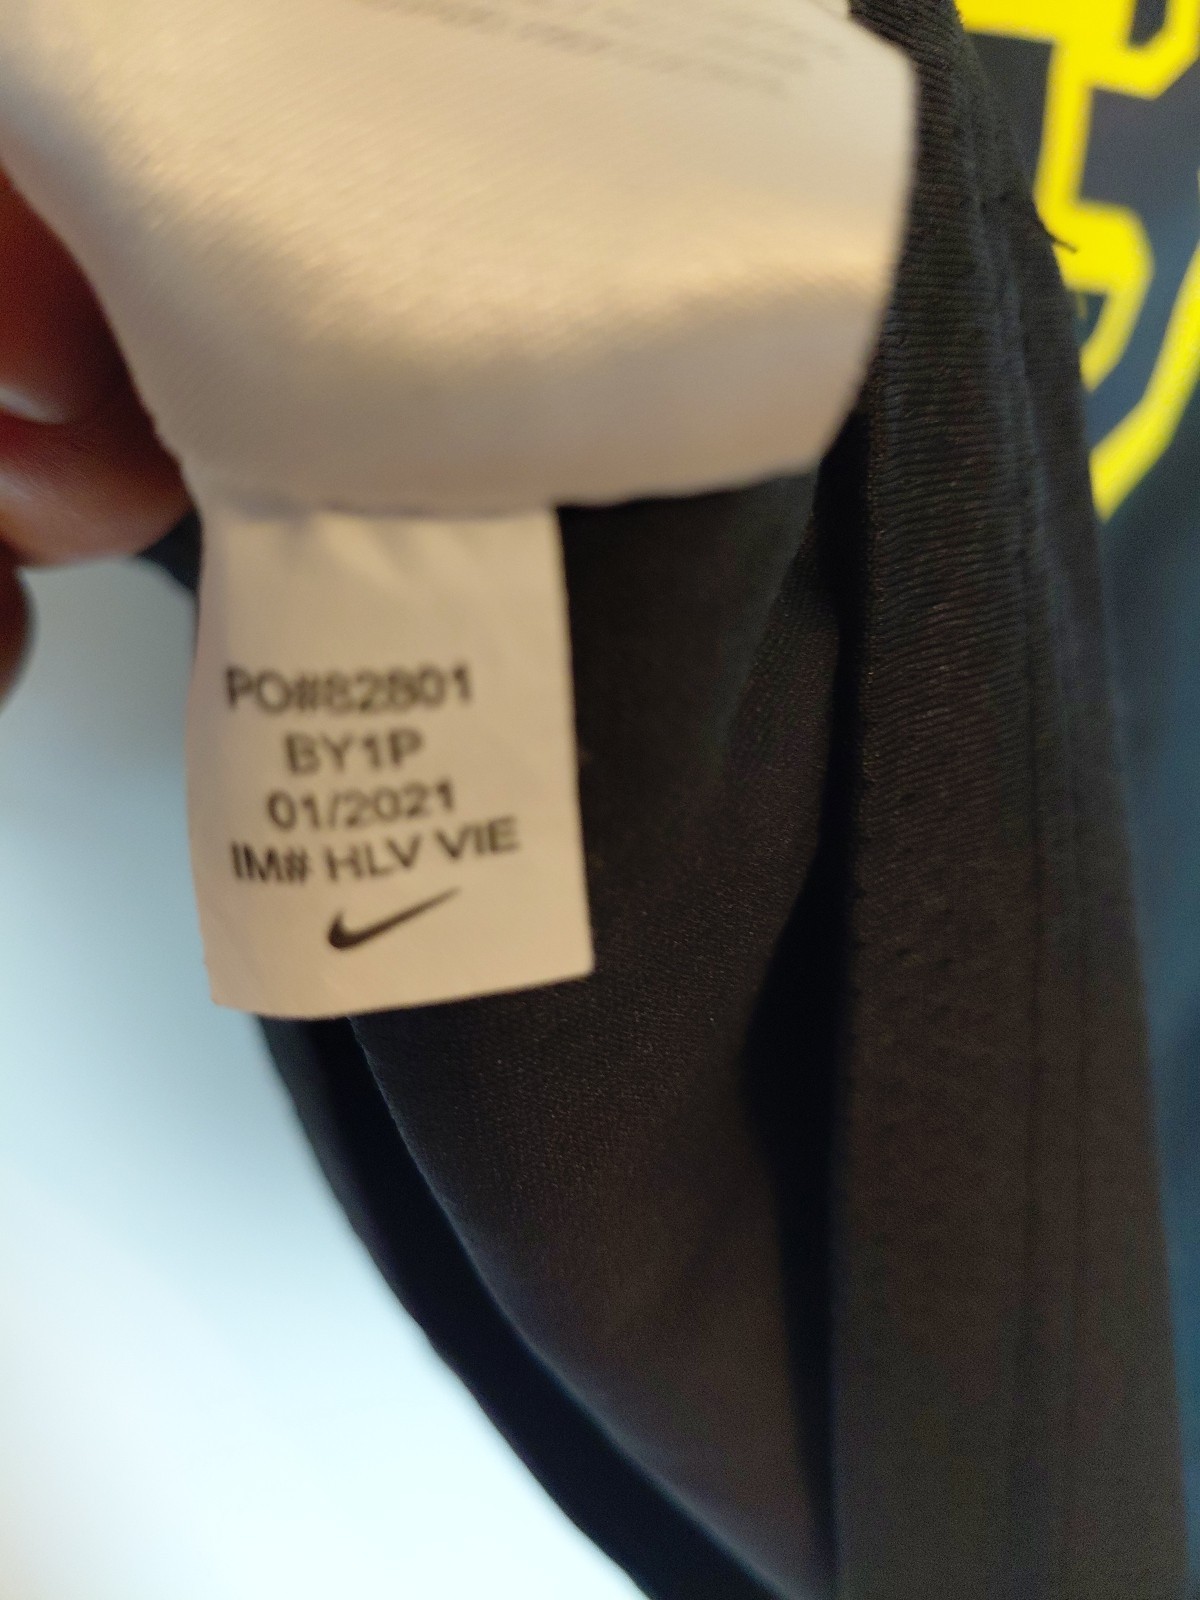 PO#82801
BY1P
01/2021
IM# HLV VIE